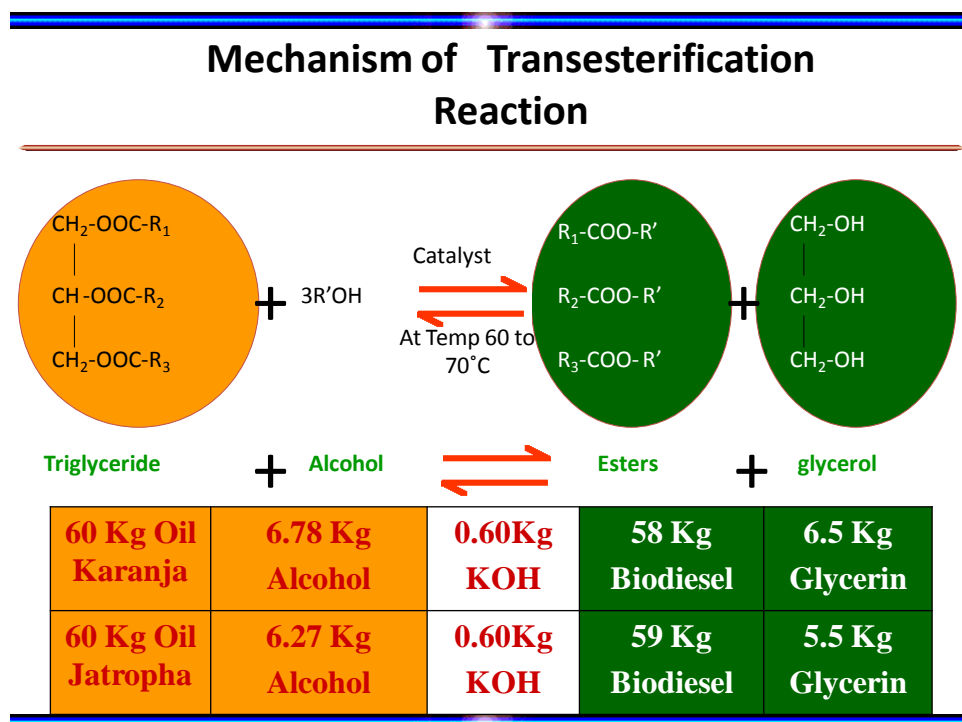 Mechanism of Transesterification
Reaction
CH₂-OOC-R₁
CH-OOC-R₂
CH₂-OOC-R₃
+
3R’OH
Catalyst
At Temp 60 to
70˚C
R₁-COO-R’
R₂-COO-R’
R₃-COO-R’
+
CH₂-OH
CH₂-OH
CH₂-OH
Triglyceride + Alcohol ⇌ Esters + glycerol
60 Kg Oil
Karanja
6.78 Kg
Alcohol
0.60Kg
KOH
58 Kg
Biodiesel
6.5 Kg
Glycerin
60 Kg Oil
Jatropha
6.27 Kg
Alcohol
0.60Kg
KOH
59 Kg
Biodiesel
5.5 Kg
Glycerin